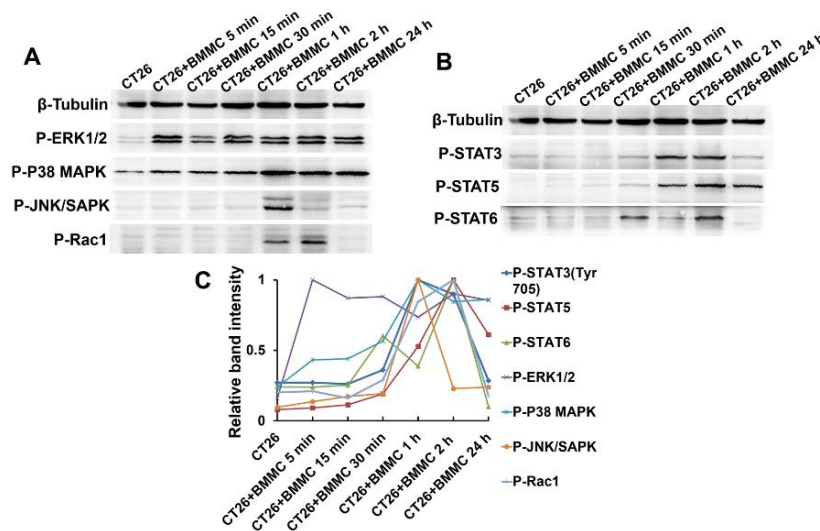 A
CT26
CT26+BMMC 5 min
CT26+BMMC 15 min
CT26+BMMC 30 min
CT26+BMMC 1 h
CT26+BMMC 2 h
CT26+BMMC 24 h
β-Tubulin
P-ERK1/2
P-P38 MAPK
P-JNK/SAPK
P-Rac1
B
CT26
CT26+BMMC 5 min
CT26+BMMC 15 min
CT26+BMMC 30 min
CT26+BMMC 1 h
CT26+BMMC 2 h
CT26+BMMC 24 h
β-Tubulin
P-STAT3
P-STAT5
P-STAT6
C
Relative band intensity
1
0.5
0
CT26
CT26+BMMC 5 min
CT26+BMMC 15 min
CT26+BMMC 30 min
CT26+BMMC 1 h
CT26+BMMC 2 h
CT26+BMMC 24 h
P-STAT3(Tyr
705)
P-STAT5
P-STAT6
P-ERK1/2
P-P38 MAPK
P-JNK/SAPK
P-Rac1